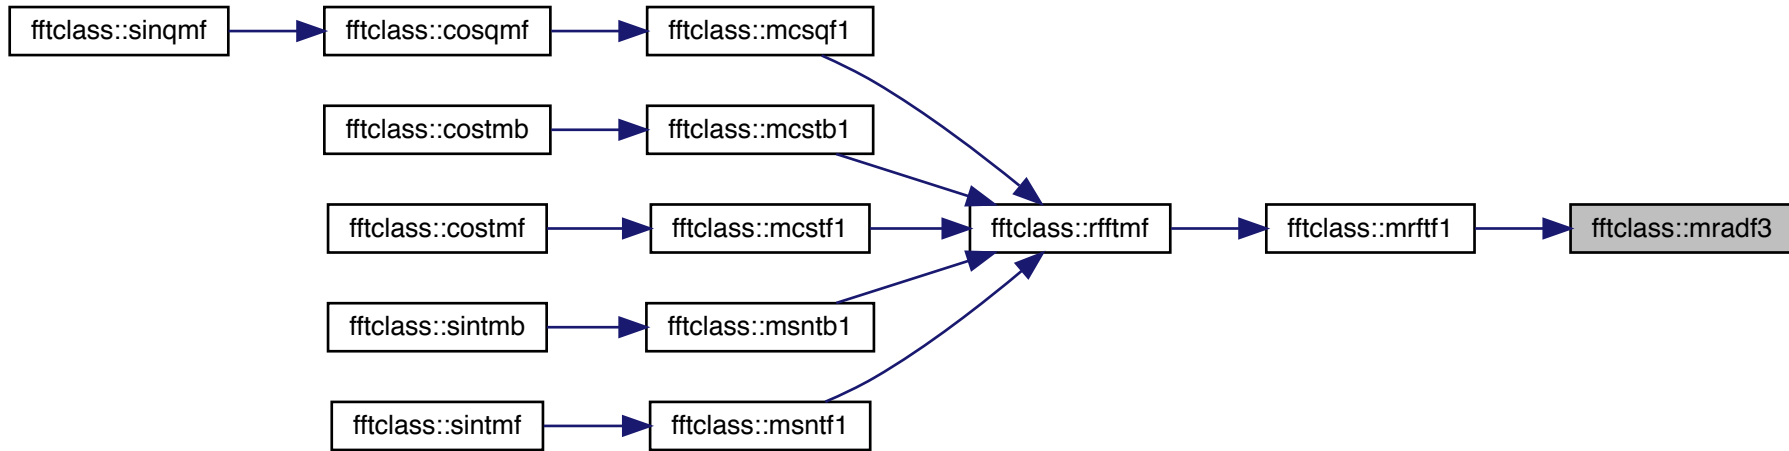 fftclass::sinqmf
fftclass::cosqmf
fftclass::mcsqf1
fftclass::costmb
fftclass::mcstb1
fftclass::costmf
fftclass::mcstf1
fftclass::rfftmf
fftclass::mrftf1
fftclass::mradf3
fftclass::sintmb
fftclass::msntb1
fftclass::sintmf
fftclass::msntf1